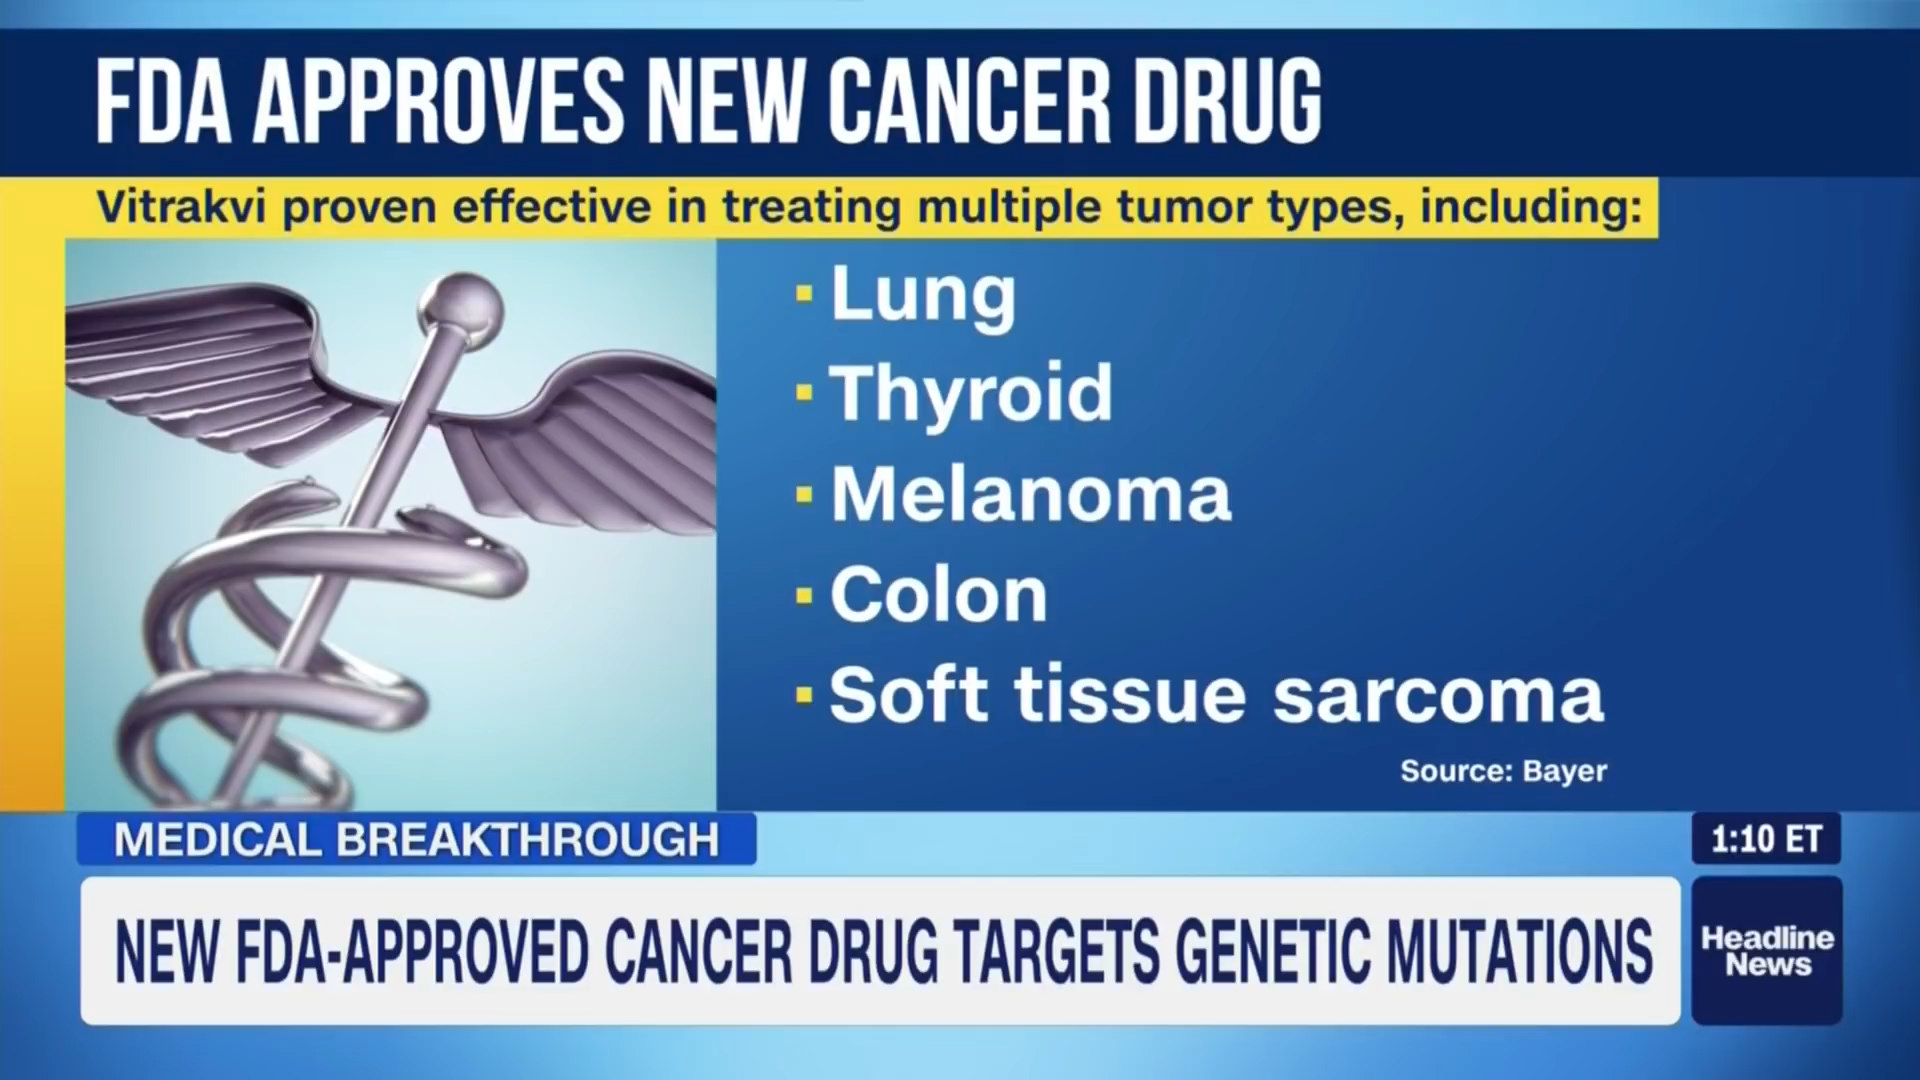 FDA APPROVES NEW CANCER DRUG
Vitrakvi proven effective in treating multiple tumor types, including:
▪ Lung
▪ Thyroid
▪ Melanoma
▪ Colon
▪ Soft tissue sarcoma
Source: Bayer
MEDICAL BREAKTHROUGH
1:10 ET
NEW FDA-APPROVED CANCER DRUG TARGETS GENETIC MUTATIONS
Headline
News